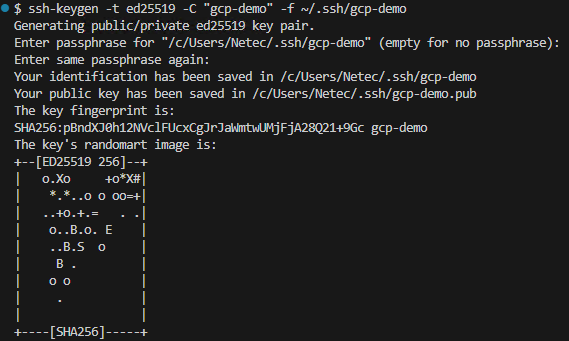 $ ssh-keygen -t ed25519 -C "gcp-demo" -f ~/.ssh/gcp-demo
Generating public/private ed25519 key pair.
Enter passphrase for "/c/Users/Netec/.ssh/gcp-demo" (empty for no passphrase):
Enter same passphrase again:
Your identification has been saved in /c/Users/Netec/.ssh/gcp-demo
Your public key has been saved in /c/Users/Netec/.ssh/gcp-demo.pub
The key fingerprint is:
SHA256:pBndXJ0h12NVclFUcxCgJrJaWmtwUMjFjA28Q21+9Gc gcp-demo
The key's randomart image is:
+--[ED25519 256]--+
|   o.Xo     +o*X#|
|    *.*..o o oo=+|
|   ..+o.+.=   . .|
|    o..B.o. E    |
|    ..B.S  o     |
|     B .         |
|    o o          |
|     .           |
|                 |
+----[SHA256]-----+